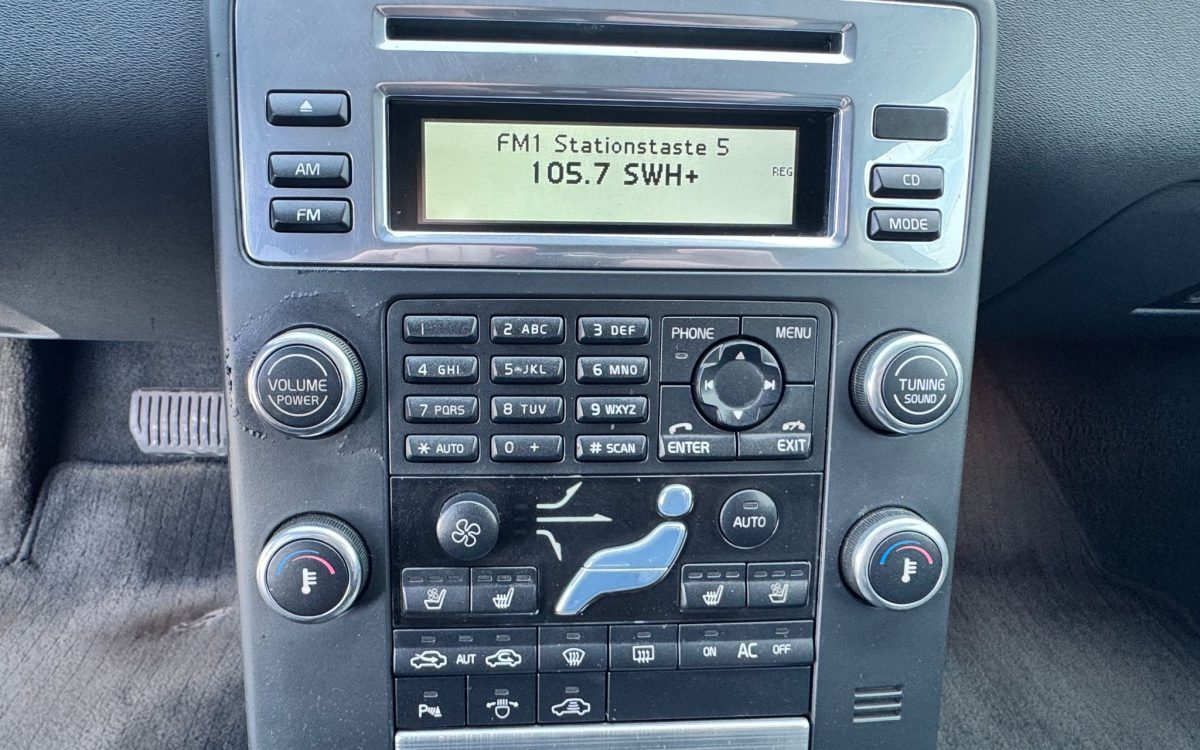 FM1 Stationstaste 5
105.7 SWH+
REG
AM
FM
CD
MODE
1
2 ABC
3 DEF
4 GHI
5 JKL
6 MNO
7 PQRS
8 TUV
9 WXYZ
* AUTO
0 +
# SCAN
PHONE
MENU
ENTER
EXIT
VOLUME
POWER
TUNING
SOUND
AUTO
AUT
ON AC OFF
P